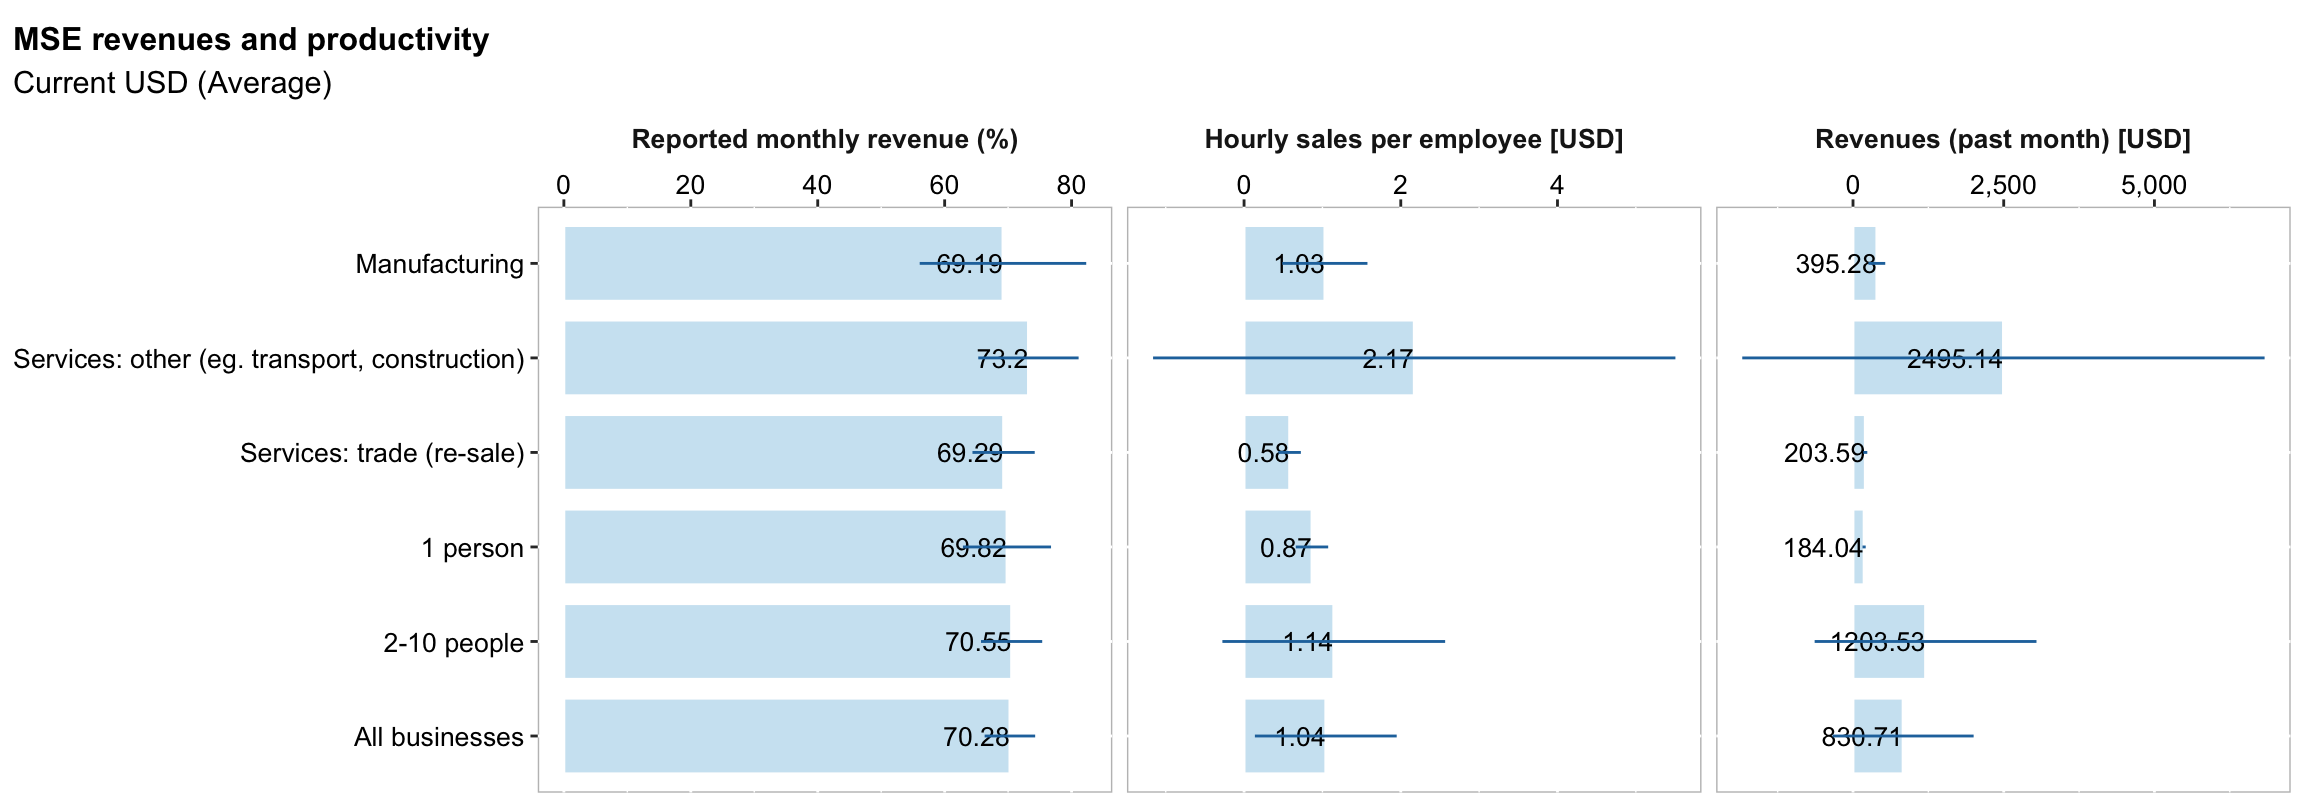 MSE revenues and productivity
Current USD (Average)
Reported monthly revenue (%) Hourly sales per employee [USD] Revenues (past month) [USD]
0 20 40 60 80 0 2 4 0 2,500 5,000
Manufacturing 69.19 1.03 395.28
Services: other (eg. transport, construction) 73.2 2.17 2495.14
Services: trade (re-sale) 69.29 0.58 203.59
1 person 69.82 0.87 184.04
2-10 people 70.55 1.14 1203.53
All businesses 70.28 1.04 830.71